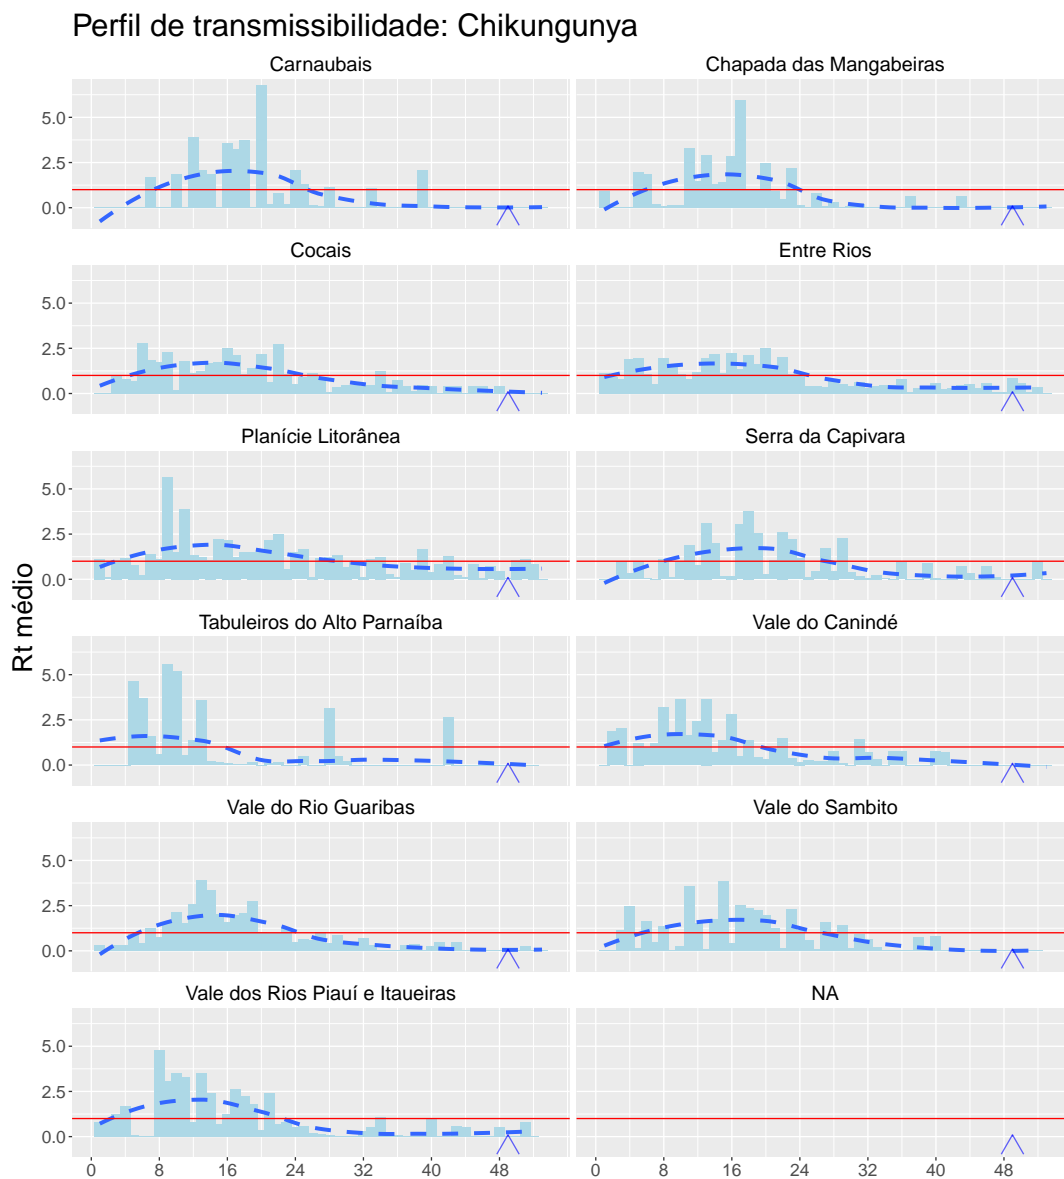 Perfil de transmissibilidade: Chikungunya
Carnaubais
Chapada das Mangabeiras
5.0
2.5
0.0
Cocais
Entre Rios
5.0
2.5
0.0
Planície Litorânea
Serra da Capivara
5.0
2.5
0.0
Rt médio
Tabuleiros do Alto Parnaíba
Vale do Canindé
5.0
2.5
0.0
Vale do Rio Guaribas
Vale do Sambito
5.0
2.5
0.0
Vale dos Rios Piauí e Itaueiras
NA
5.0
2.5
0.0
0 8 16 24 32 40 48
0 8 16 24 32 40 48